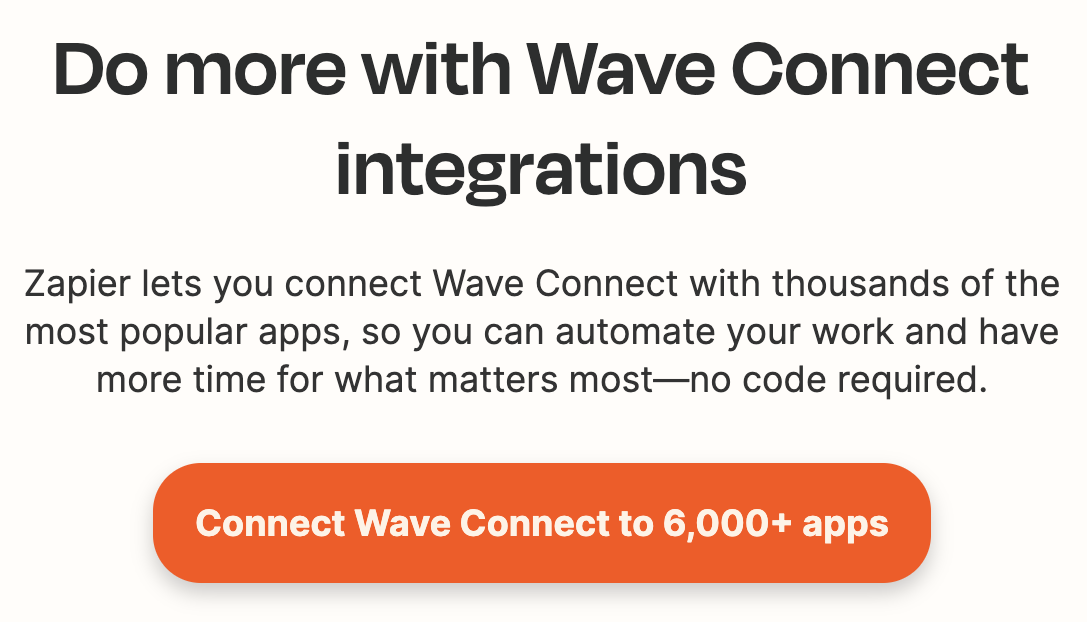 Do more with Wave Connect
integrations
Zapier lets you connect Wave Connect with thousands of the
most popular apps, so you can automate your work and have
more time for what matters most—no code required.
Connect Wave Connect to 6,000+ apps